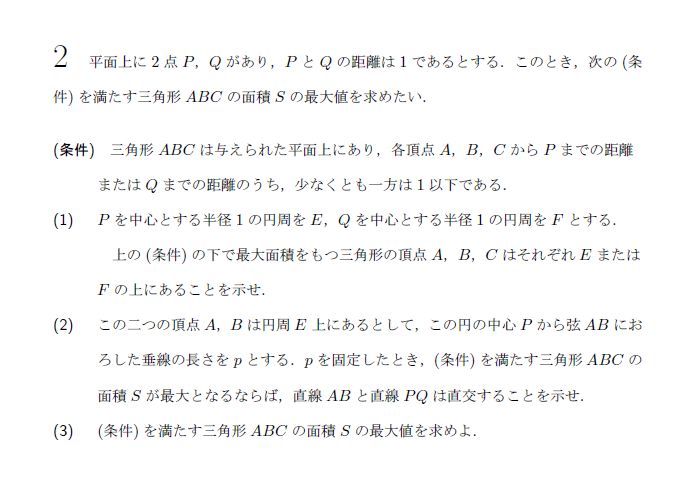 2 平面上に 2 点 P, Q があり,P と Q の距離は 1 であるとする.このとき,次の (条
件) を満たす三角形 ABC の面積 S の最大値を求めたい.
(条件) 三角形 ABC は与えられた平面上にあり,各頂点 A,B,C から P までの距離
または Q までの距離のうち,少なくとも一方は 1 以下である.
(1) P を中心とする半径 1 の円周を E,Q を中心とする半径 1 の円周を F とする.
上の (条件) の下で最大面積をもつ三角形の頂点 A,B,C はそれぞれ E または
F の上にあることを示せ.
(2) この二つの頂点 A,B は円周 E 上にあるとして,この円の中心 P から弦 AB にお
ろした垂線の長さを p とする.p を固定したとき,(条件) を満たす三角形 ABC の
面積 S が最大となるならば,直線 AB と直線 PQ は直交することを示せ.
(3) (条件) を満たす三角形 ABC の面積 S の最大値を求めよ.